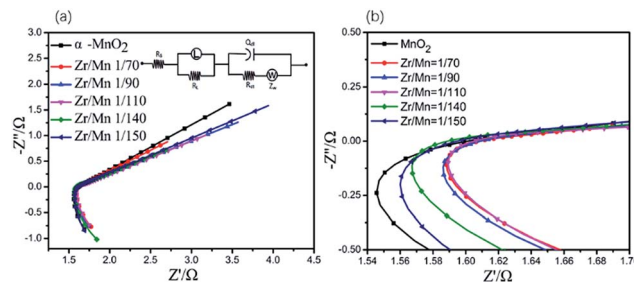 (a)
(b)
3.0
2.5
2.0
1.5
1.0
0.5
0.0
-0.5
-1.0
-Z''/Ω
α -MnO2
Zr/Mn 1/70
Zr/Mn 1/90
Zr/Mn 1/110
Zr/Mn 1/140
Zr/Mn 1/150
L
W
1.5 2.0 2.5 3.0 3.5 4.0 4.5
Z'/Ω
0.50
0.25
0.00
-0.25
-0.50
-Z''/Ω
MnO2
Zr/Mn=1/70
Zr/Mn=1/90
Zr/Mn=1/110
Zr/Mn=1/140
Zr/Mn=1/150
1.54 1.56 1.58 1.60 1.62 1.64 1.66 1.68 1.70
Z'/Ω